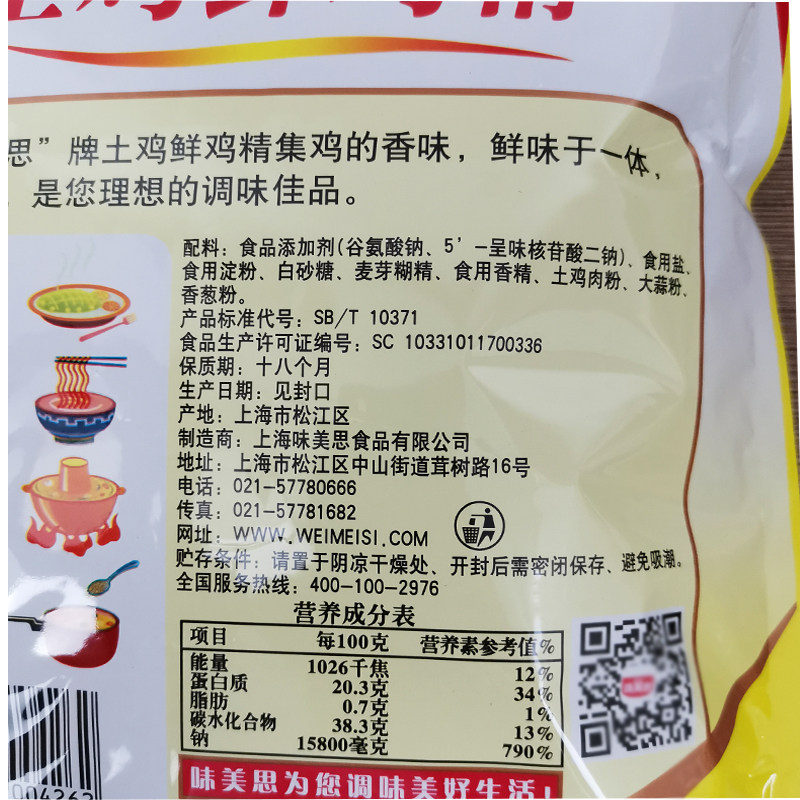 思”牌土鸡鲜鸡精集鸡的香味，鲜味于一体，
是您理想的调味佳品。
配料：食品添加剂(谷氨酸钠、5’-呈味核苷酸二钠)、食用盐、
食用淀粉、白砂糖、麦芽糊精、食用香精、土鸡肉粉、大蒜粉、
香葱粉。
产品标准代号：SB/T 10371
食品生产许可证编号：SC 10331011700336
保质期：十八个月
生产日期：见封口
产地：上海市松江区
制造商：上海味美思食品有限公司
地址：上海市松江区中山街道茸树路16号
电话：021-57780666
传真：021-57781682
网址：WWW.WEIMEISI.COM
贮存条件：请置于阴凉干燥处、开封后需密闭保存、避免吸潮。
全国服务热线：400-100-2976
营养成分表
项目 每100克 营养素参考值%
能量 1026千焦 12%
蛋白质 20.3克 34%
脂肪 0.7克 1%
碳水化合物 38.3克 13%
钠 15800毫克 790%
味美思为您调味美好生活！
004262